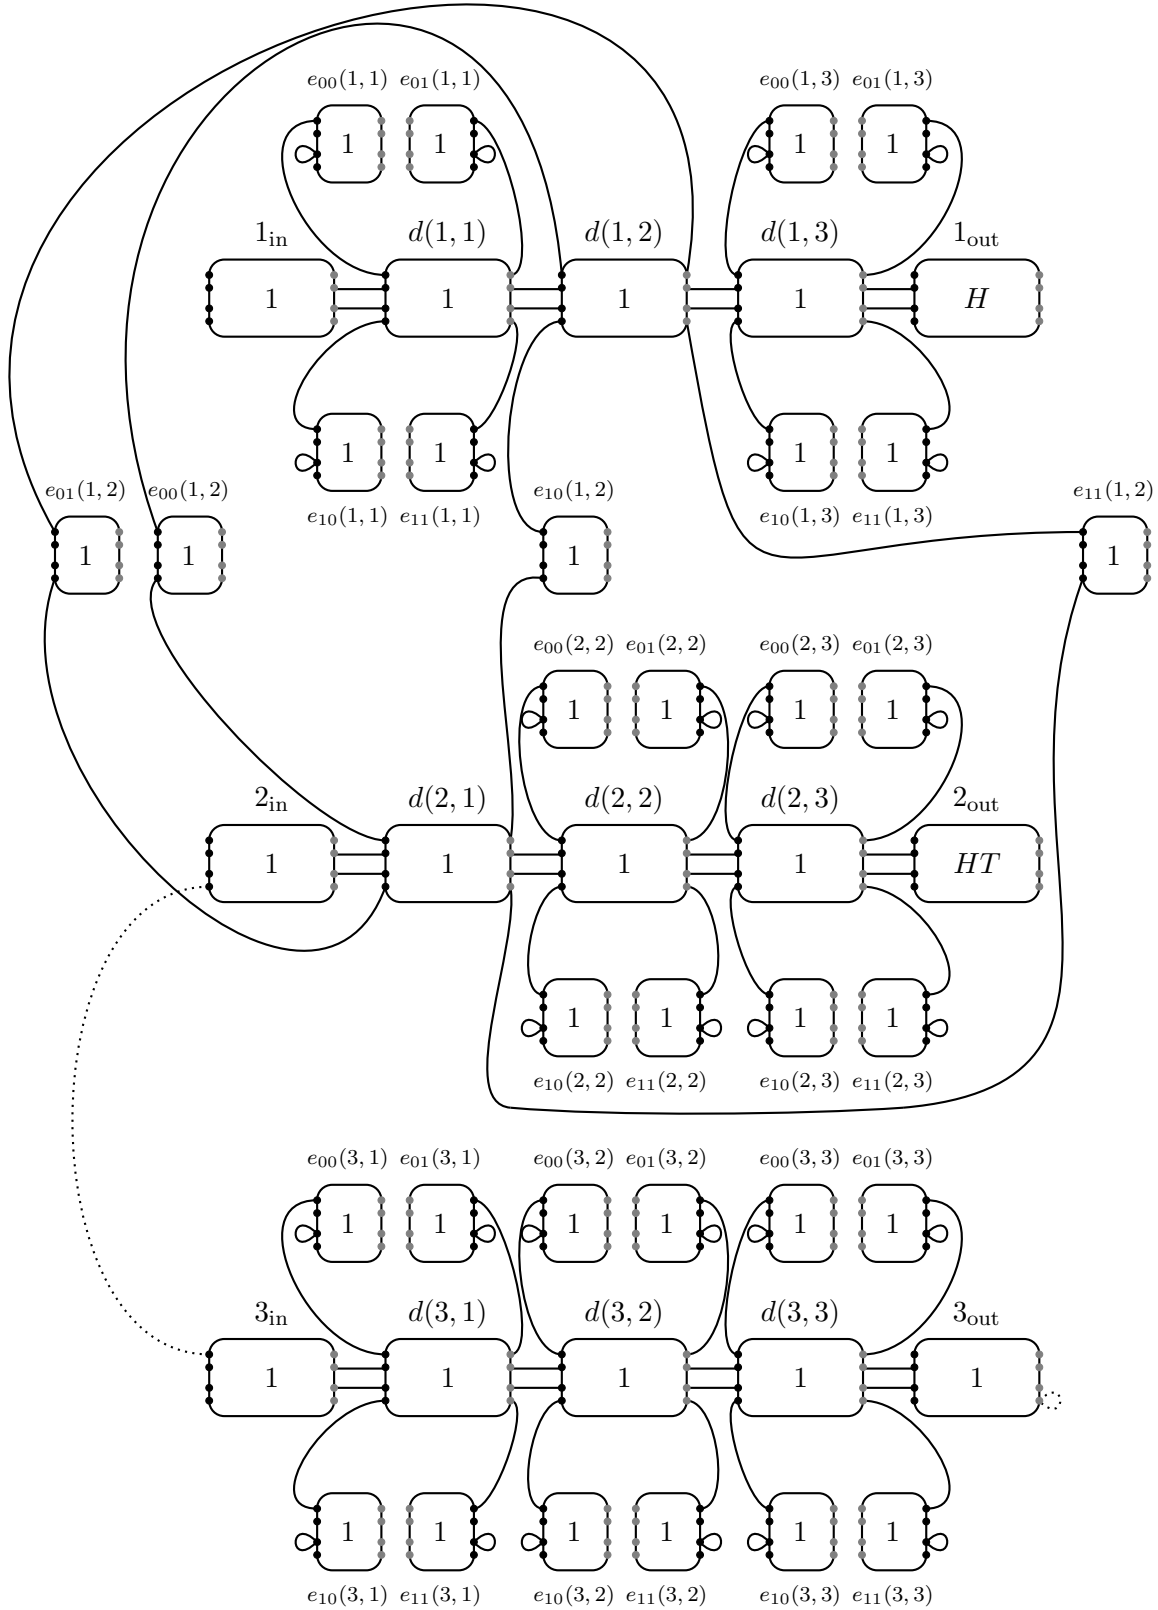 e00(1, 1) e01(1, 1) e00(1, 3) e01(1, 3)
1 1 1 1
1in d(1, 1) d(1, 2) d(1, 3) 1out
1 1 1 1 H
1 1 1 1
e01(1, 2) e00(1, 2) e10(1, 1) e11(1, 1) e10(1, 2) e10(1, 3) e11(1, 3) e11(1, 2)
1 1 1 1
e00(2, 2) e01(2, 2) e00(2, 3) e01(2, 3)
1 1 1 1
2in d(2, 1) d(2, 2) d(2, 3) 2out
1 1 1 1 HT
1 1 1 1
e10(2, 2) e11(2, 2) e10(2, 3) e11(2, 3)
e00(3, 1) e01(3, 1) e00(3, 2) e01(3, 2) e00(3, 3) e01(3, 3)
1 1 1 1 1 1
3in d(3, 1) d(3, 2) d(3, 3) 3out
1 1 1 1 1
1 1 1 1 1 1
e10(3, 1) e11(3, 1) e10(3, 2) e11(3, 2) e10(3, 3) e11(3, 3)